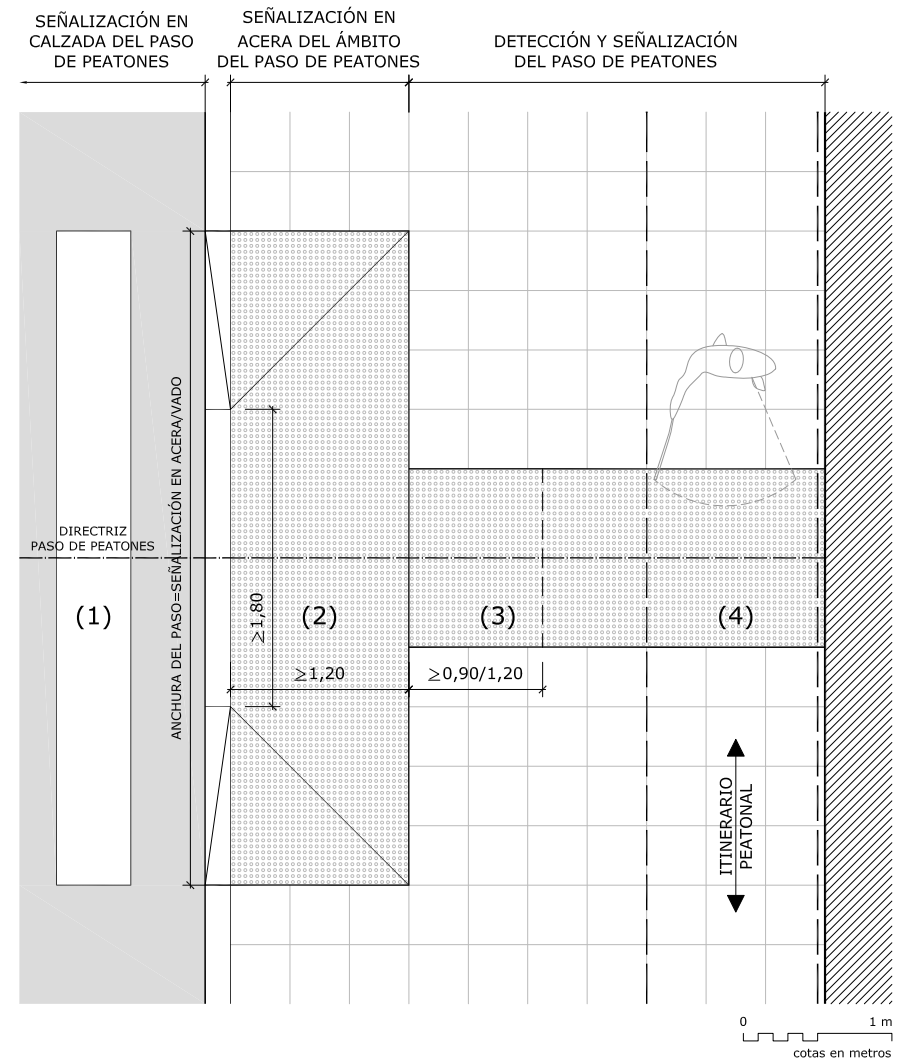 SEÑALIZACIÓN EN
CALZADA DEL PASO
DE PEATONES
SEÑALIZACIÓN EN
ACERA DEL ÁMBITO
DEL PASO DE PEATONES
DETECCIÓN Y SEÑALIZACIÓN
DEL PASO DE PEATONES
ANCHURA DEL PASO=SEÑALIZACIÓN EN ACERA/VADO
DIRECTRIZ
PASO DE PEATONES
(1)
≥1,80
(2)
(3)
(4)
≥1,20
≥0,90/1,20
ITINERARIO
PEATONAL
0 1 m
cotas en metros